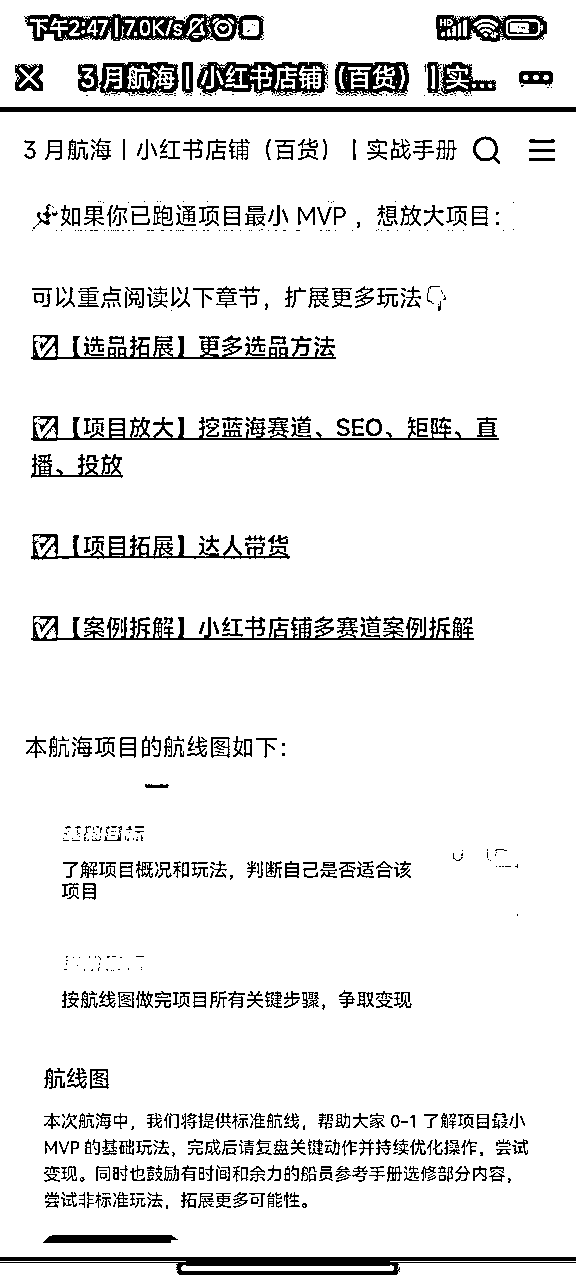 下午2:47 | 7.0K/s
3 月航海丨小红书店铺（百货）丨实...
3 月航海丨小红书店铺（百货）丨实战手册
如果你已跑通项目最小 MVP ，想放大项目：
可以重点阅读以下章节，扩展更多玩法👇
☑【选品拓展】更多选品方法
☑【项目放大】挖蓝海赛道、SEO、矩阵、直
播、投放
☑【项目拓展】达人带货
☑【案例拆解】小红书店铺多赛道案例拆解
本航海项目的航线图如下：
基础目标
了解项目概况和玩法，判断自己是否适合该
项目
按航线图做完项目所有关键步骤，争取变现
航线图
本次航海中，我们将提供标准航线，帮助大家 0-1 了解项目最小
MVP 的基础玩法，完成后请复盘关键动作并持续优化操作，尝试
变现。同时也鼓励有时间和余力的船员参考手册选修部分内容，
尝试非标准玩法，拓展更多可能性。